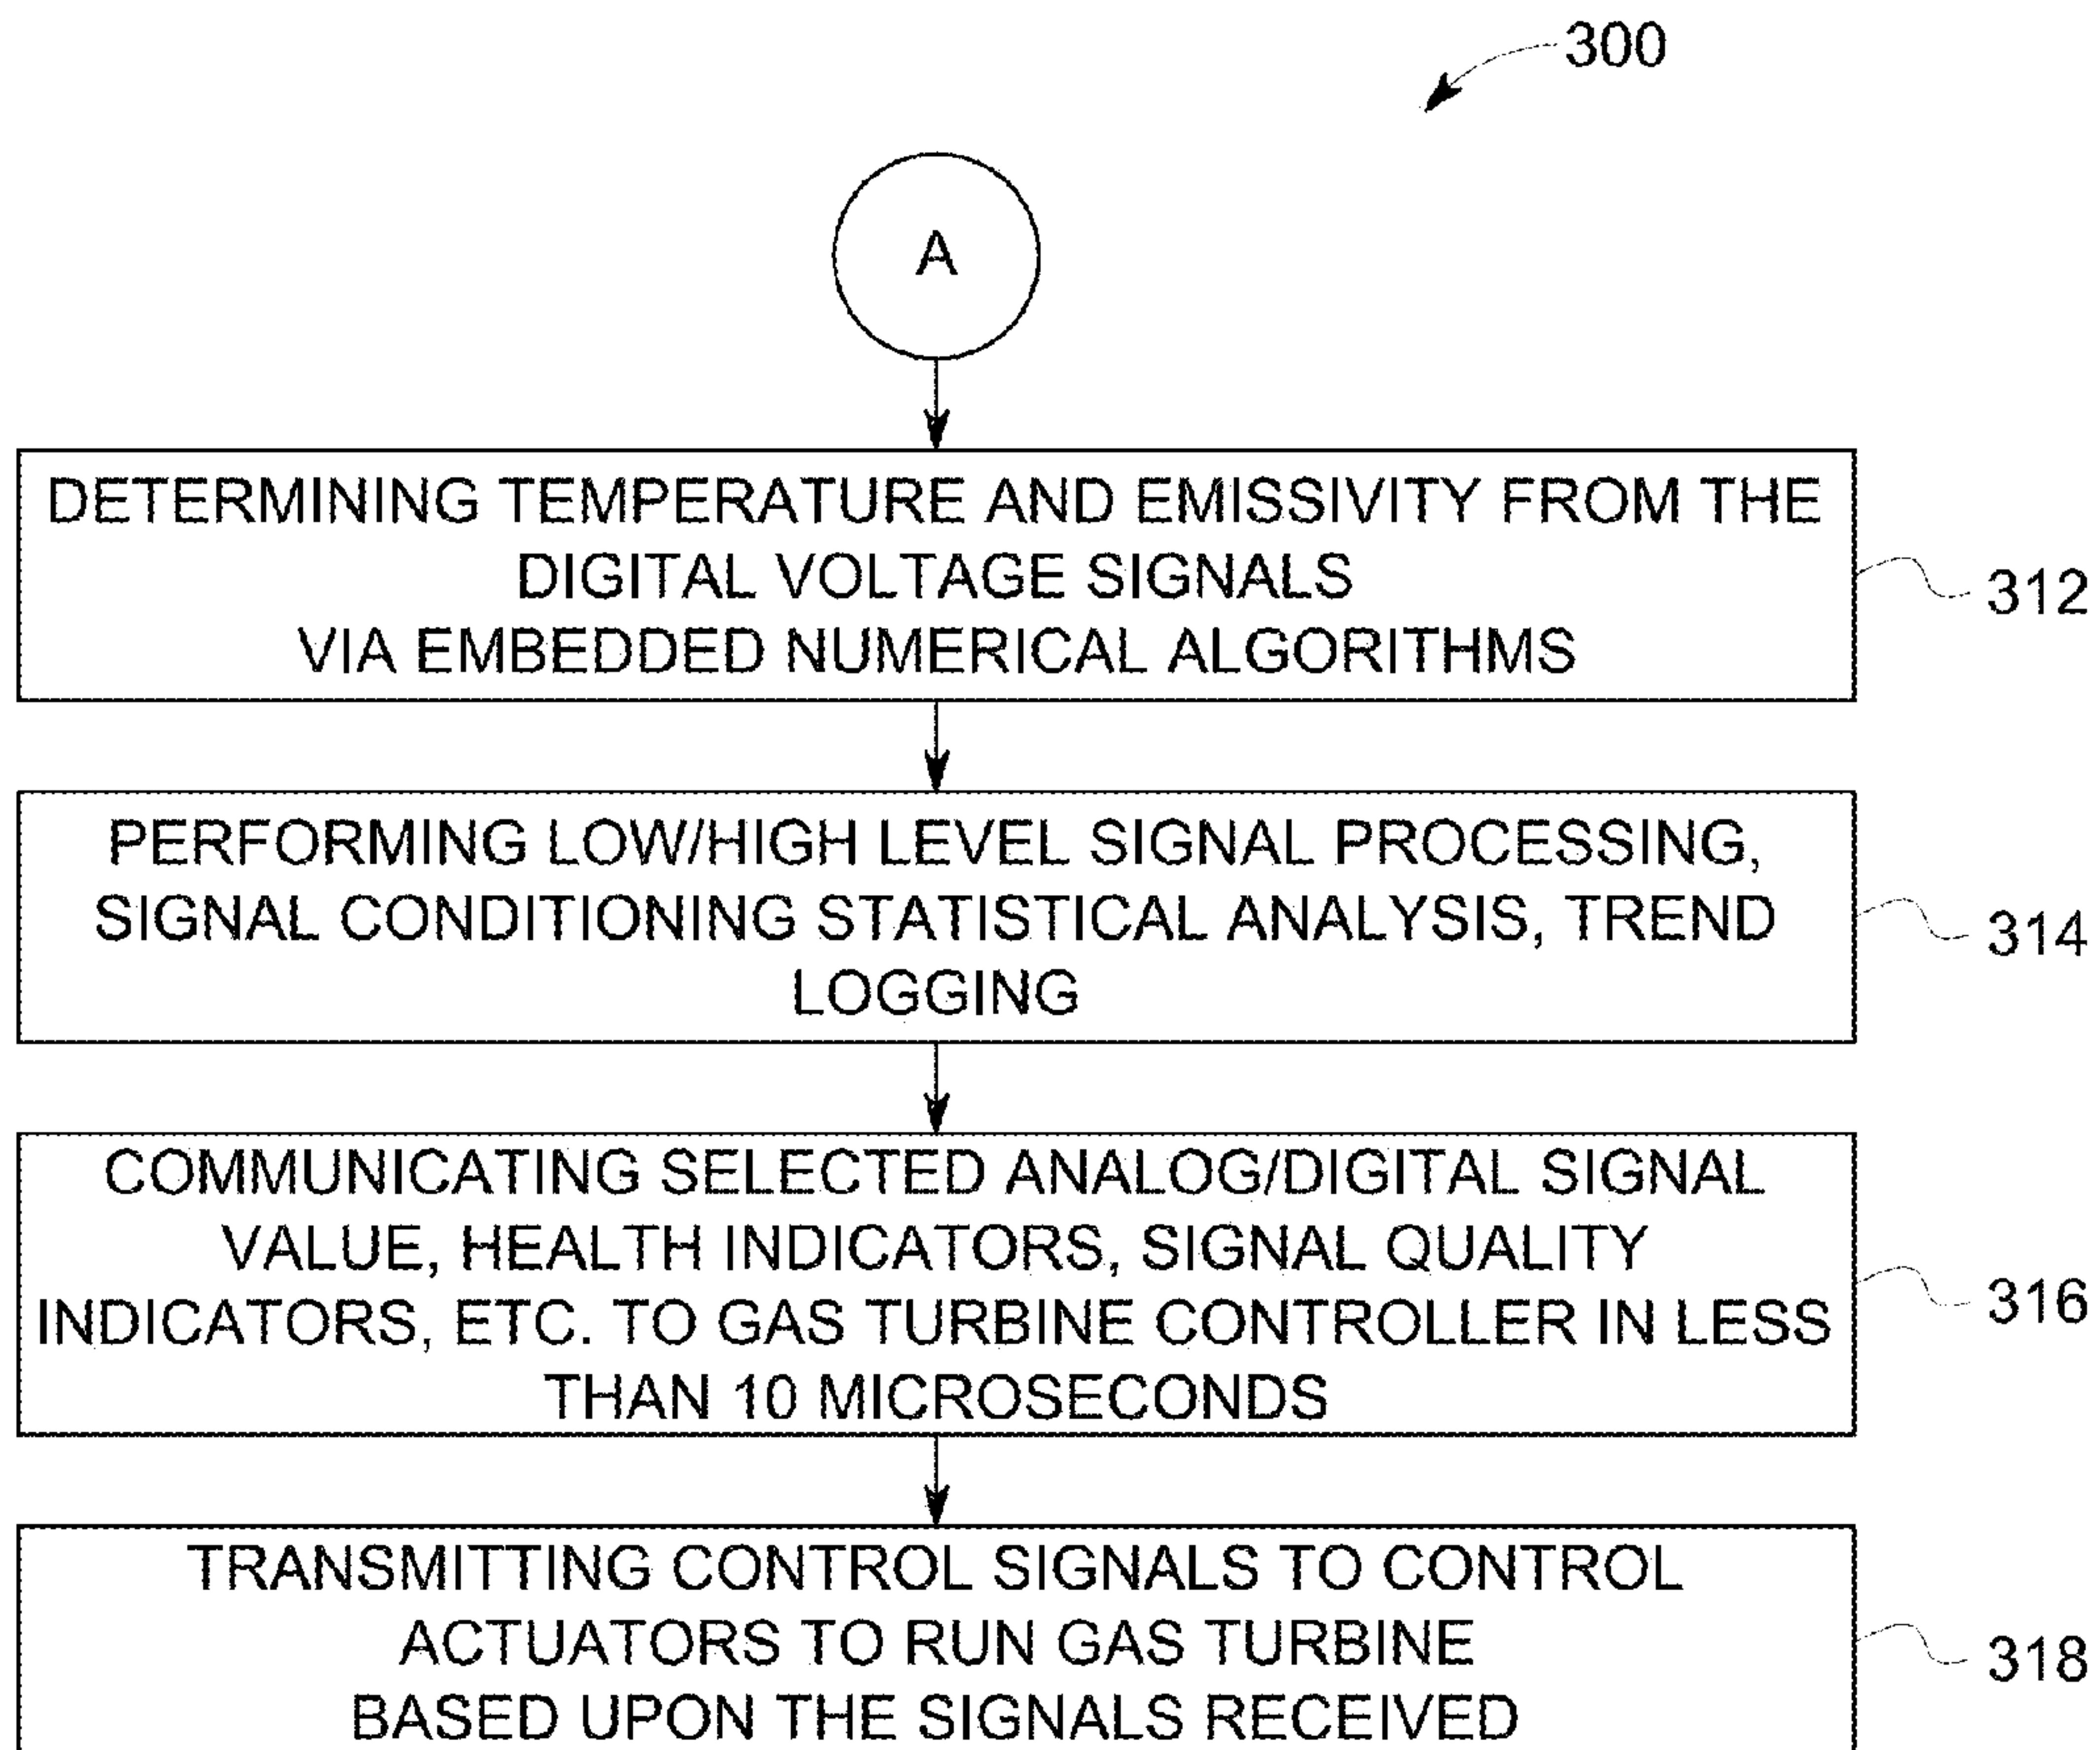 300
A
DETERMINING TEMPERATURE AND EMISSIVITY FROM THE
DIGITAL VOLTAGE SIGNALS
VIA EMBEDDED NUMERICAL ALGORITHMS
312
PERFORMING LOW/HIGH LEVEL SIGNAL PROCESSING,
SIGNAL CONDITIONING STATISTICAL ANALYSIS, TREND
LOGGING
314
COMMUNICATING SELECTED ANALOG/DIGITAL SIGNAL
VALUE, HEALTH INDICATORS, SIGNAL QUALITY
INDICATORS, ETC. TO GAS TURBINE CONTROLLER IN LESS
THAN 10 MICROSECONDS
316
TRANSMITTING CONTROL SIGNALS TO CONTROL
ACTUATORS TO RUN GAS TURBINE
BASED UPON THE SIGNALS RECEIVED
318